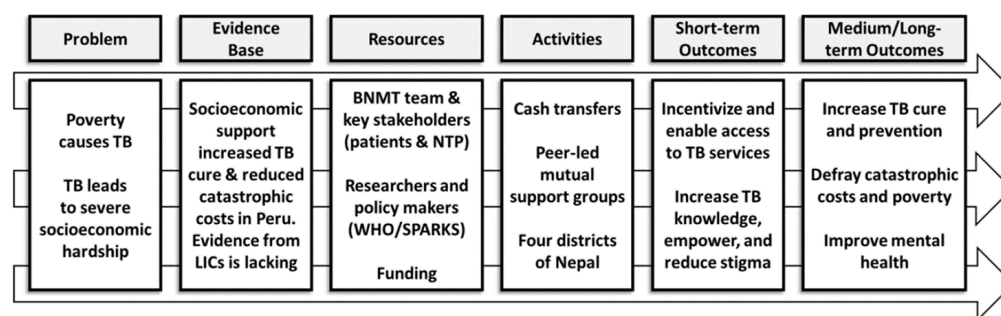 Problem
Evidence
Base
Resources
Activities
Short-term
Outcomes
Medium/Long-
term Outcomes
Poverty
causes TB
TB leads
to severe
socioeconomic
hardship
Socioeconomic
support
increased TB
cure & reduced
catastrophic
costs in Peru.
Evidence from
LICs is lacking
BNMT team &
key stakeholders
(patients & NTP)
Researchers and
policy makers
(WHO/SPARKS)
Funding
Cash transfers
Peer-led
mutual
support groups
Four districts
of Nepal
Incentivize and
enable access
to TB services
Increase TB
knowledge,
empower, and
reduce stigma
Increase TB cure
and prevention
Defray catastrophic
costs and poverty
Improve mental
health